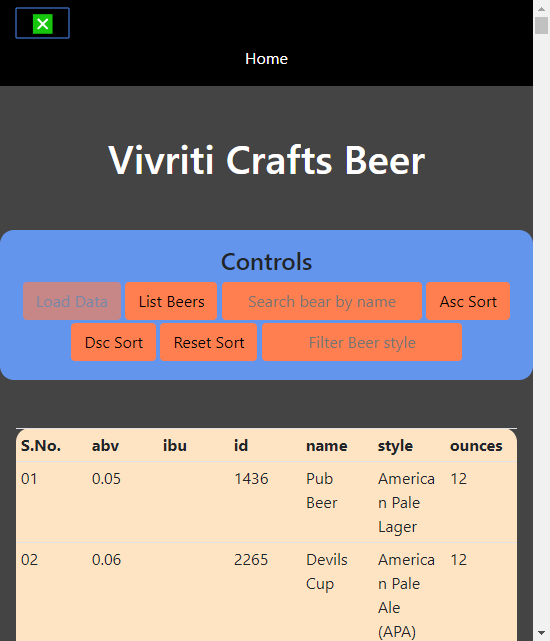 Home
Vivriti Crafts Beer
Controls
Load Data List Beers Search bear by name Asc Sort
Dsc Sort Reset Sort Filter Beer style
S.No. abv ibu id name style ounces
01 0.05 1436 Pub America 12
Beer n Pale
Lager
02 0.06 2265 Devils America 12
Cup n Pale
Ale
(APA)